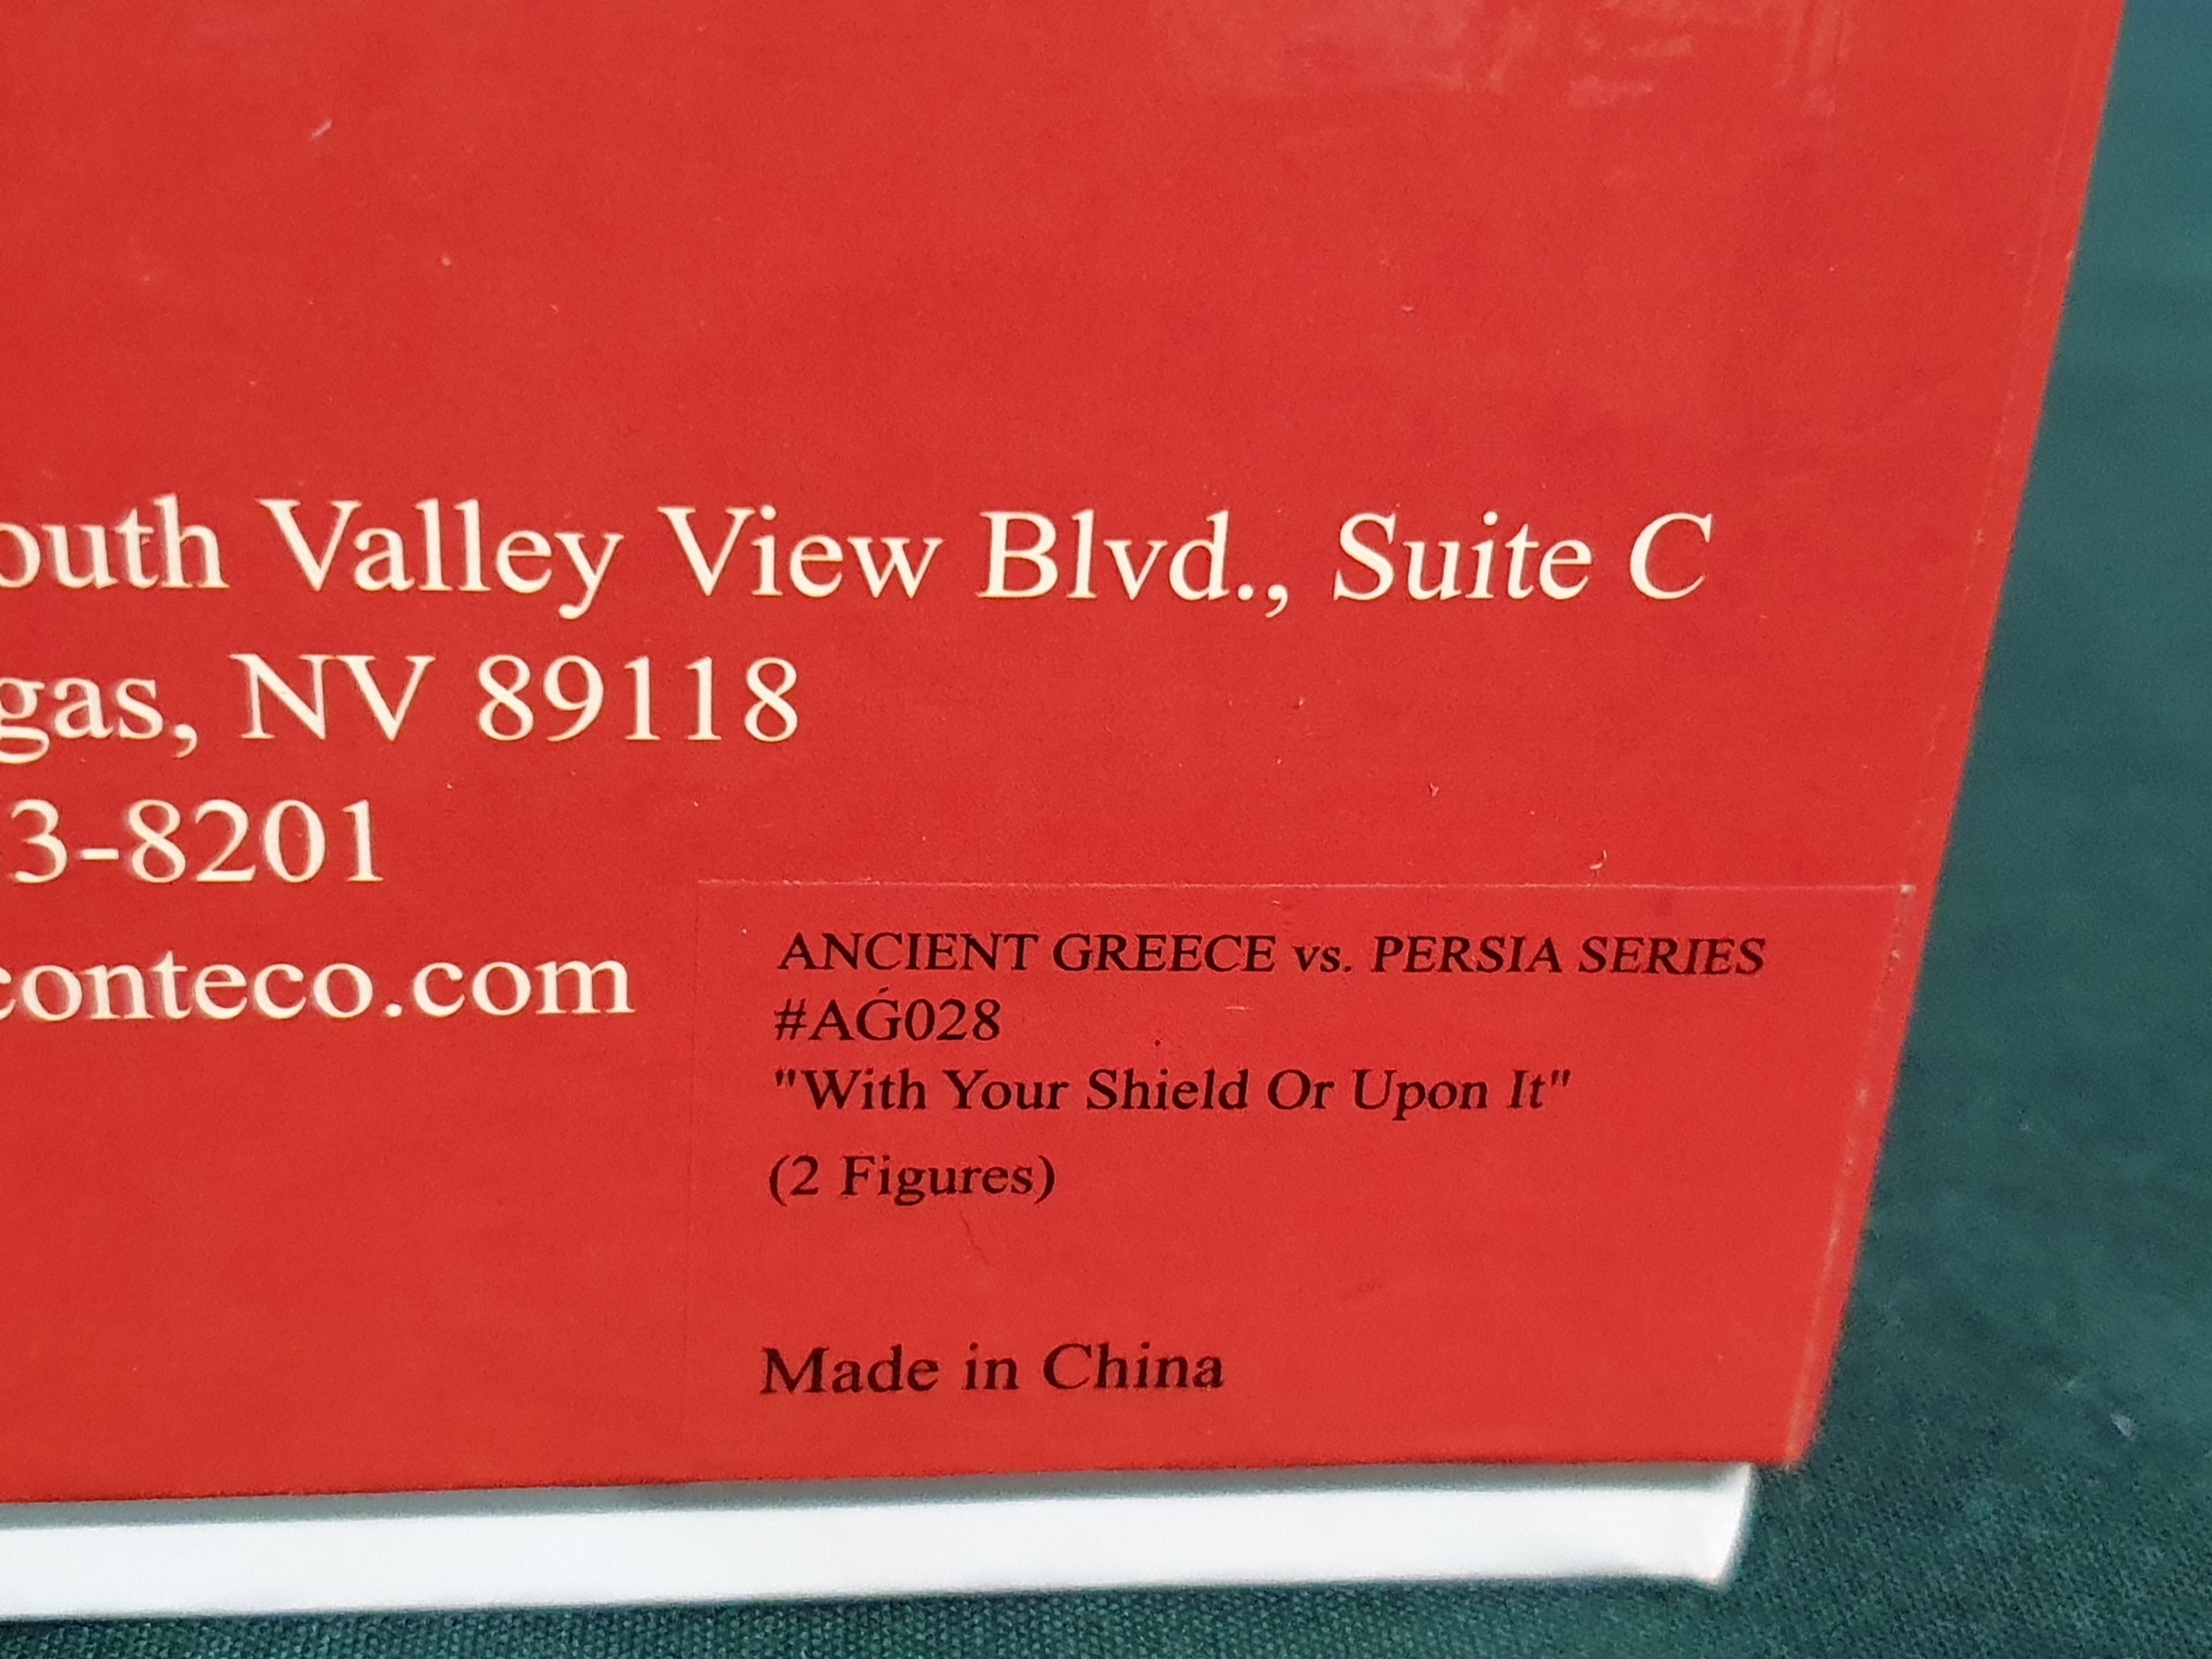 outh Valley View Blvd., Suite C
gas, NV 89118
3-8201
conteco.com
ANCIENT GREECE vs. PERSIA SERIES
#AG028
"With Your Shield Or Upon It"
(2 Figures)
Made in China